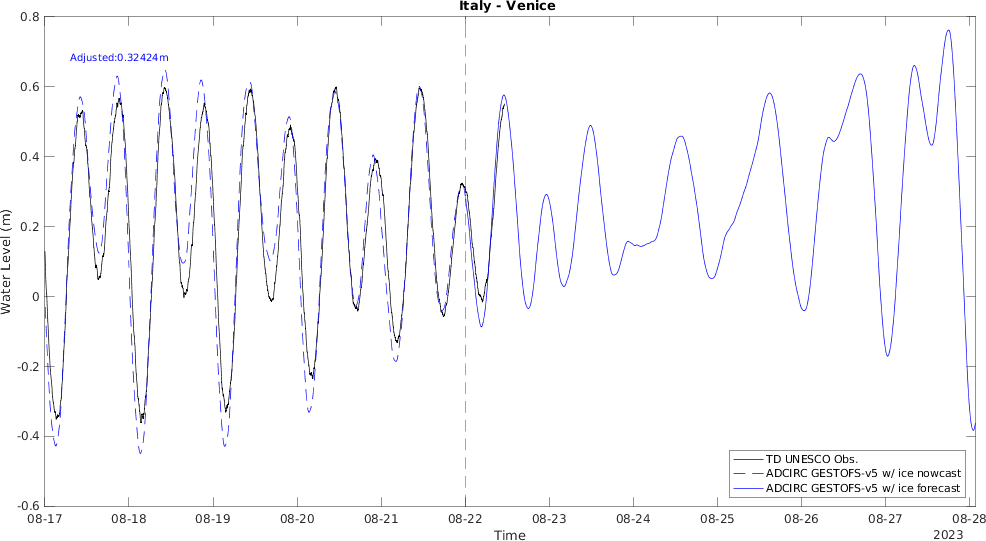 Italy - Venice
0.8
Adjusted:0.32424m
0.6
0.4
0.2
0
-0.2
-0.4
-0.6
Water Level (m)
TD UNESCO Obs.
ADCIRC GESTOFS-v5 w/ ice nowcast
ADCIRC GESTOFS-v5 w/ ice forecast
08-17 08-18 08-19 08-20 08-21 08-22 08-23 08-24 08-25 08-26 08-27 08-28
Time
2023